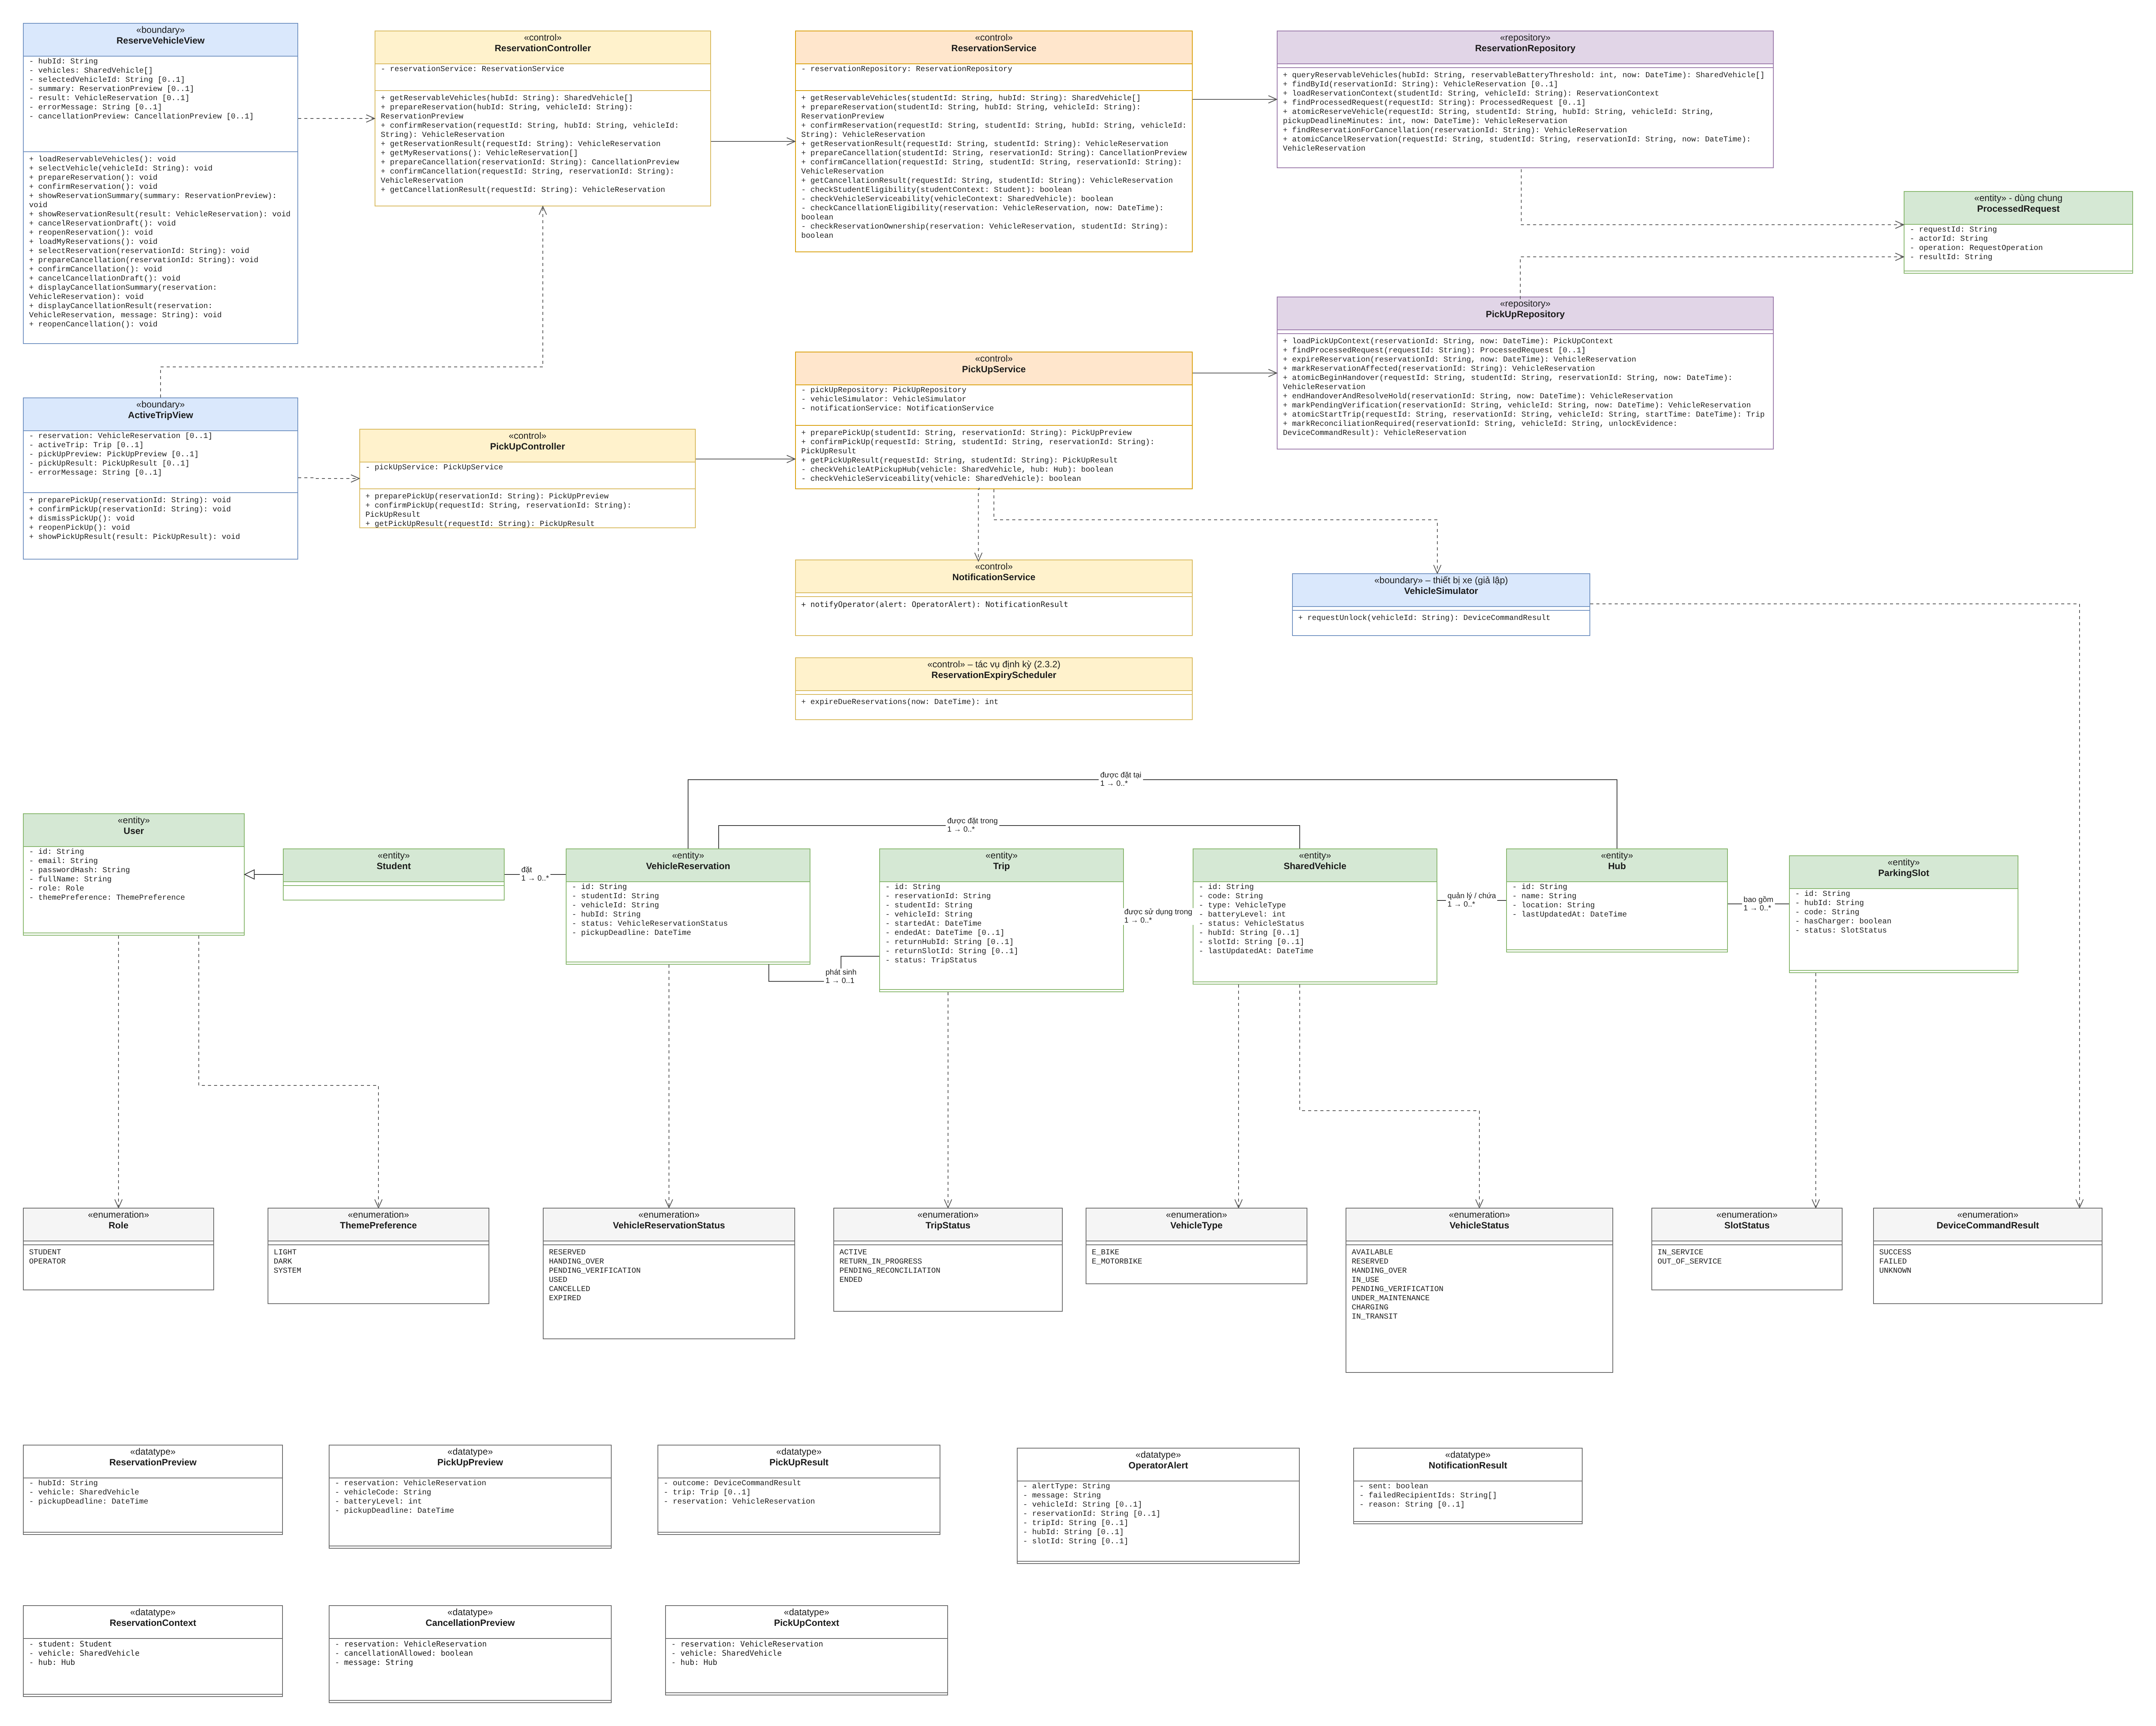 «boundary»
ReserveVehicleView
- hubId: String
- vehicles: SharedVehicle[]
- selectedVehicleId: String [0..1]
- summary: ReservationPreview [0..1]
- result: VehicleReservation [0..1]
- errorMessage: String [0..1]
- cancellationPreview: CancellationPreview [0..1]
+ loadReservableVehicles(): void
+ selectVehicle(vehicleId: String): void
+ prepareReservation(): void
+ confirmReservation(): void
+ showReservationSummary(summary: ReservationPreview):
void
+ showReservationResult(result: VehicleReservation): void
+ cancelReservationDraft(): void
+ reopenReservation(): void
+ loadMyReservations(): void
+ selectReservation(reservationId: String): void
+ prepareCancellation(reservationId: String): void
+ confirmCancellation(): void
+ cancelCancellationDraft(): void
+ displayCancellationSummary(reservation:
VehicleReservation): void
+ displayCancellationResult(reservation:
VehicleReservation, message: String): void
+ reopenCancellation(): void
«control»
ReservationController
- reservationService: ReservationService
+ getReservableVehicles(hubId: String): SharedVehicle[]
+ prepareReservation(hubId: String, vehicleId: String):
ReservationPreview
+ confirmReservation(requestId: String, hubId: String, vehicleId:
String): VehicleReservation
+ getReservationResult(requestId: String): VehicleReservation
+ getMyReservations(): VehicleReservation[]
+ prepareCancellation(reservationId: String): CancellationPreview
+ confirmCancellation(requestId: String, reservationId: String):
VehicleReservation
+ getCancellationResult(requestId: String): VehicleReservation
«control»
ReservationService
- reservationRepository: ReservationRepository
+ getReservableVehicles(studentId: String, hubId: String): SharedVehicle[]
+ prepareReservation(studentId: String, hubId: String, vehicleId: String):
ReservationPreview
+ confirmReservation(requestId: String, studentId: String, hubId: String, vehicleId:
String): VehicleReservation
+ getReservationResult(requestId: String, studentId: String): VehicleReservation
+ prepareCancellation(studentId: String, reservationId: String): CancellationPreview
+ confirmCancellation(requestId: String, studentId: String, reservationId: String):
VehicleReservation
+ getCancellationResult(requestId: String, studentId: String): VehicleReservation
- checkStudentEligibility(studentContext: Student): boolean
- checkVehicleServiceability(vehicleContext: SharedVehicle): boolean
- checkCancellationEligibility(reservation: VehicleReservation, now: DateTime):
boolean
- checkReservationOwnership(reservation: VehicleReservation, studentId: String):
boolean
«repository»
ReservationRepository
+ queryReservableVehicles(hubId: String, reservableBatteryThreshold: int, now: DateTime): SharedVehicle[]
+ findById(reservationId: String): VehicleReservation [0..1]
+ loadReservationContext(studentId: String, vehicleId: String): ReservationContext
+ findProcessedRequest(requestId: String): ProcessedRequest [0..1]
+ atomicReserveVehicle(requestId: String, studentId: String, hubId: String, vehicleId: String,
pickupDeadlineMinutes: int, now: DateTime): VehicleReservation
+ findReservationForCancellation(reservationId: String): VehicleReservation
+ atomicCancelReservation(requestId: String, studentId: String, reservationId: String, now: DateTime):
VehicleReservation
«entity» - dùng chung
ProcessedRequest
- requestId: String
- actorId: String
- operation: RequestOperation
- resultId: String
«repository»
PickUpRepository
+ loadPickUpContext(reservationId: String, now: DateTime): PickUpContext
+ findProcessedRequest(requestId: String): ProcessedRequest [0..1]
+ expireReservation(reservationId: String, now: DateTime): VehicleReservation
+ markReservationAffected(reservationId: String): VehicleReservation
+ atomicBeginHandover(requestId: String, studentId: String, reservationId: String, now: DateTime):
VehicleReservation
+ endHandoverAndResolveHold(reservationId: String, now: DateTime): VehicleReservation
+ markPendingVerification(reservationId: String, vehicleId: String, now: DateTime): VehicleReservation
+ atomicStartTrip(requestId: String, reservationId: String, vehicleId: String, startTime: DateTime): Trip
+ markReconciliationRequired(reservationId: String, vehicleId: String, unlockEvidence:
DeviceCommandResult): VehicleReservation
«boundary»
ActiveTripView
- reservation: VehicleReservation [0..1]
- activeTrip: Trip [0..1]
- pickUpPreview: PickUpPreview [0..1]
- pickUpResult: PickUpResult [0..1]
- errorMessage: String [0..1]
+ preparePickUp(reservationId: String): void
+ confirmPickUp(reservationId: String): void
+ dismissPickUp(): void
+ reopenPickUp(): void
+ showPickUpResult(result: PickUpResult): void
«control»
PickUpController
- pickUpService: PickUpService
+ preparePickUp(reservationId: String): PickUpPreview
+ confirmPickUp(requestId: String, reservationId: String):
PickUpResult
+ getPickUpResult(requestId: String): PickUpResult
«control»
PickUpService
- pickUpRepository: PickUpRepository
- vehicleSimulator: VehicleSimulator
- notificationService: NotificationService
+ preparePickUp(studentId: String, reservationId: String): PickUpPreview
+ confirmPickUp(requestId: String, studentId: String, reservationId: String):
PickUpResult
+ getPickUpResult(requestId: String, studentId: String): PickUpResult
- checkVehicleAtPickupHub(vehicle: SharedVehicle, hub: Hub): boolean
- checkVehicleServiceability(vehicle: SharedVehicle): boolean
«control»
NotificationService
+ notifyOperator(alert: OperatorAlert): NotificationResult
«boundary» – thiết bị xe (giả lập)
VehicleSimulator
+ requestUnlock(vehicleId: String): DeviceCommandResult
«control» – tác vụ định kỳ (2.3.2)
ReservationExpiryScheduler
+ expireDueReservations(now: DateTime): int
được đặt tại
1 → 0..*
được đặt trong
1 → 0..*
«entity»
User
- id: String
- email: String
- passwordHash: String
- fullName: String
- role: Role
- themePreference: ThemePreference
«entity»
Student
đặt
1 → 0..*
«entity»
VehicleReservation
- id: String
- studentId: String
- vehicleId: String
- hubId: String
- status: VehicleReservationStatus
- pickupDeadline: DateTime
phát sinh
1 → 0..1
«entity»
Trip
- id: String
- reservationId: String
- studentId: String
- vehicleId: String
- startedAt: DateTime
- endedAt: DateTime [0..1]
- returnHubId: String [0..1]
- returnSlotId: String [0..1]
- status: TripStatus
được sử dụng trong
1 → 0..*
«entity»
SharedVehicle
- id: String
- code: String
- type: VehicleType
- batteryLevel: int
- status: VehicleStatus
- hubId: String [0..1]
- slotId: String [0..1]
- lastUpdatedAt: DateTime
quản lý / chứa
1 → 0..*
«entity»
Hub
- id: String
- name: String
- location: String
- lastUpdatedAt: DateTime
bao gồm
1 → 0..*
«entity»
ParkingSlot
- id: String
- hubId: String
- code: String
- hasCharger: boolean
- status: SlotStatus
«enumeration»
Role
STUDENT
OPERATOR
«enumeration»
ThemePreference
LIGHT
DARK
SYSTEM
«enumeration»
VehicleReservationStatus
RESERVED
HANDING_OVER
PENDING_VERIFICATION
USED
CANCELLED
EXPIRED
«enumeration»
TripStatus
ACTIVE
RETURN_IN_PROGRESS
PENDING_RECONCILIATION
ENDED
«enumeration»
VehicleType
E_BIKE
E_MOTORBIKE
«enumeration»
VehicleStatus
AVAILABLE
RESERVED
HANDING_OVER
IN_USE
PENDING_VERIFICATION
UNDER_MAINTENANCE
CHARGING
IN_TRANSIT
«enumeration»
SlotStatus
IN_SERVICE
OUT_OF_SERVICE
«enumeration»
DeviceCommandResult
SUCCESS
FAILED
UNKNOWN
«datatype»
ReservationPreview
- hubId: String
- vehicle: SharedVehicle
- pickupDeadline: DateTime
«datatype»
PickUpPreview
- reservation: VehicleReservation
- vehicleCode: String
- batteryLevel: int
- pickupDeadline: DateTime
«datatype»
PickUpResult
- outcome: DeviceCommandResult
- trip: Trip [0..1]
- reservation: VehicleReservation
«datatype»
OperatorAlert
- alertType: String
- message: String
- vehicleId: String [0..1]
- reservationId: String [0..1]
- tripId: String [0..1]
- hubId: String [0..1]
- slotId: String [0..1]
«datatype»
NotificationResult
- sent: boolean
- failedRecipientIds: String[]
- reason: String [0..1]
«datatype»
ReservationContext
- student: Student
- vehicle: SharedVehicle
- hub: Hub
«datatype»
CancellationPreview
- reservation: VehicleReservation
- cancellationAllowed: boolean
- message: String
«datatype»
PickUpContext
- reservation: VehicleReservation
- vehicle: SharedVehicle
- hub: Hub